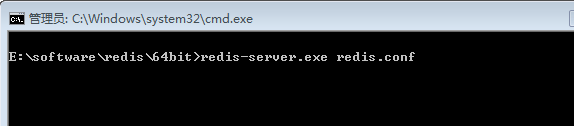 管理员: C:\Windows\system32\cmd.exe
E:\software\redis\64bit>redis-server.exe redis.conf